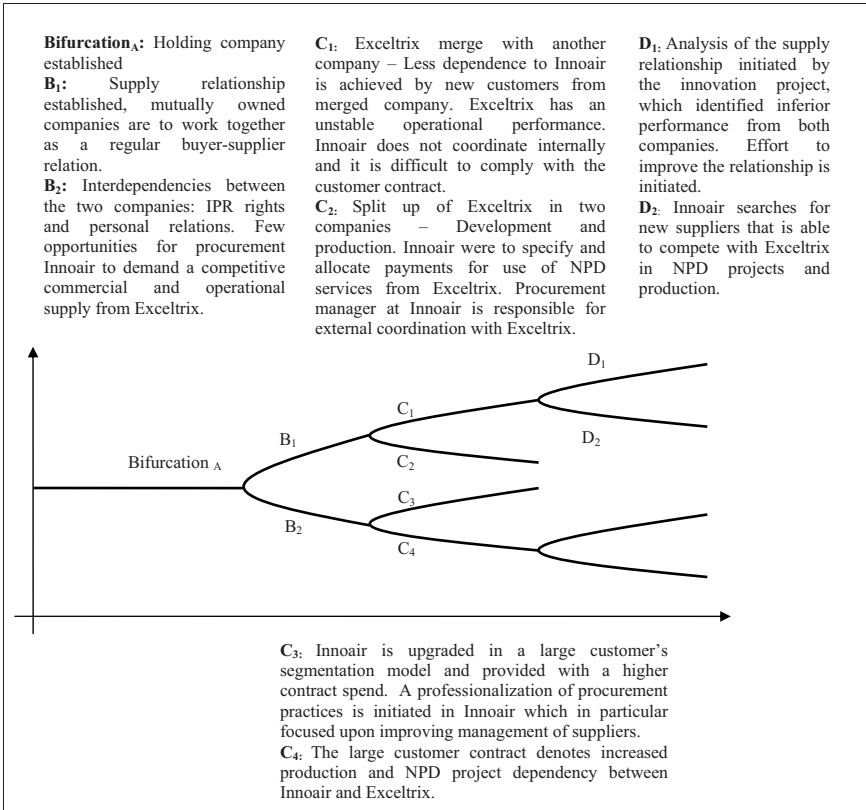 Bifurcation A: Holding company
established
B1: Supply relationship
established, mutually owned
companies are to work together
as a regular buyer-supplier
relation.
B2: Interdependencies between
the two companies: IPR rights
and personal relations. Few
opportunities for procurement
Innoair to demand a competitive
commercial and operational
supply from Exceltrix.
C1: Exceltrix merge with another
company – Less dependence to Innoair
is achieved by new customers from
merged company. Exceltrix has an
unstable operational performance.
Innoair does not coordinate internally
and it is difficult to comply with the
customer contract.
C2: Split up of Exceltrix in two
companies – Development and
production. Innoair were to specify and
allocate payments for use of NPD
services from Exceltrix. Procurement
manager at Innoair is responsible for
external coordination with Exceltrix.
D1: Analysis of the supply
relationship initiated by
the innovation project,
which identified inferior
performance from both
companies. Effort to
improve the relationship is
initiated.
D2: Innoair searches for
new suppliers that is able
to compete with Exceltrix
in NPD projects and
production.
Bifurcation A
B1
B2
C1
C2
C3
C4
D1
D2
C3: Innoair is upgraded in a large customer's
segmentation model and provided with a higher
contract spend. A professionalization of procurement
practices is initiated in Innoair which in particular
focused upon improving management of suppliers.
C4: The large customer contract denotes increased
production and NPD project dependency between
Innoair and Exceltrix.